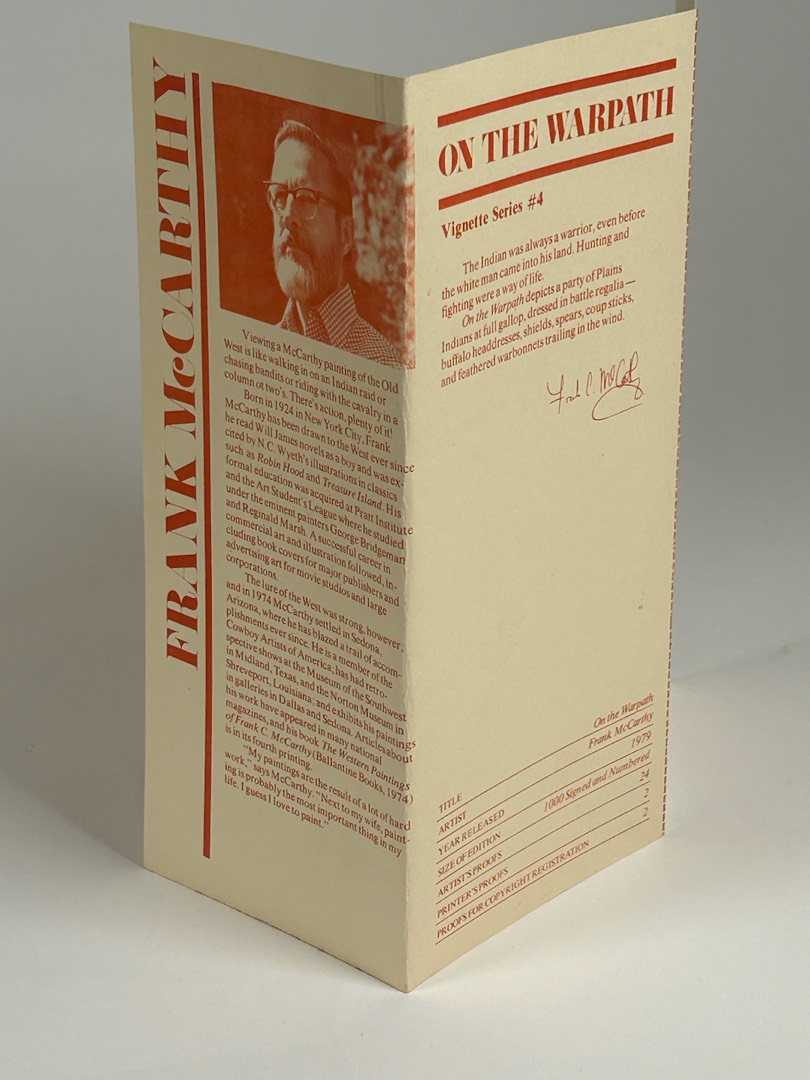 FRANK McCARTHY
Viewing a McCarthy painting of the Old
West is like walking in on an Indian raid or
chasing bandits or riding with the cavalry in a
column ot two's. There's action, plenty of it!
Born in 1924 in New York City, Frank
McCarthy has been drawn to the West ever since
he read Will James novels as a boy and was ex-
cited by N.C. Wyeth's illustrations in classics
such as Robin Hood and Treasure Island. His
formal education was acquired at Pratt Institute
and the Art Student's League where he studied
under the eminent painters George Bridgeman
and Reginald Marsh. A successful career in
commercial art and illustration followed, in-
cluding book covers for major publishers and
advertising art for movie studios and large
corporations.
The lure of the West was strong, however,
and in 1974 McCarthy settled in Sedona,
Arizona, where he has blazed a trail of accom-
plishments ever since. He is a member of the
Cowboy Artists of America; has had retro-
spective shows at the Museum of the Southwest
in Midland, Texas, and the Norton Museum in
Shreveport, Louisiana; and exhibits his paintings
in galleries in Dallas and Sedona. Articles about
his work have appeared in many national
magazines, and his book The Western Paintings
of Frank C. McCarthy (Ballantine Books, 1974)
is in its fourth printing.
"My paintings are the result of a lot of hard
work," says McCarthy. "Next to my wife, paint-
ing is probably the most important thing in my
life. I guess I love to paint."
ON THE WARPATH
Vignette Series #4
The Indian was always a warrior, even before
the white man came into his land. Hunting and
fighting were a way of life.
On the Warpath depicts a party of Plains
Indians at full gallop, dressed in battle regalia—
buffalo headdresses, shields, spears, coup sticks,
and feathered warbonnets trailing in the wind.
Frank C. McCarthy
TITLE On the Warpath
ARTIST Frank McCarthy
YEAR RELEASED 1979
SIZE OF EDITION 1000 Signed and Numbered
ARTIST'S PROOFS 24
PRINTER'S PROOFS 2
PROOFS FOR COPYRIGHT REGISTRATION 2